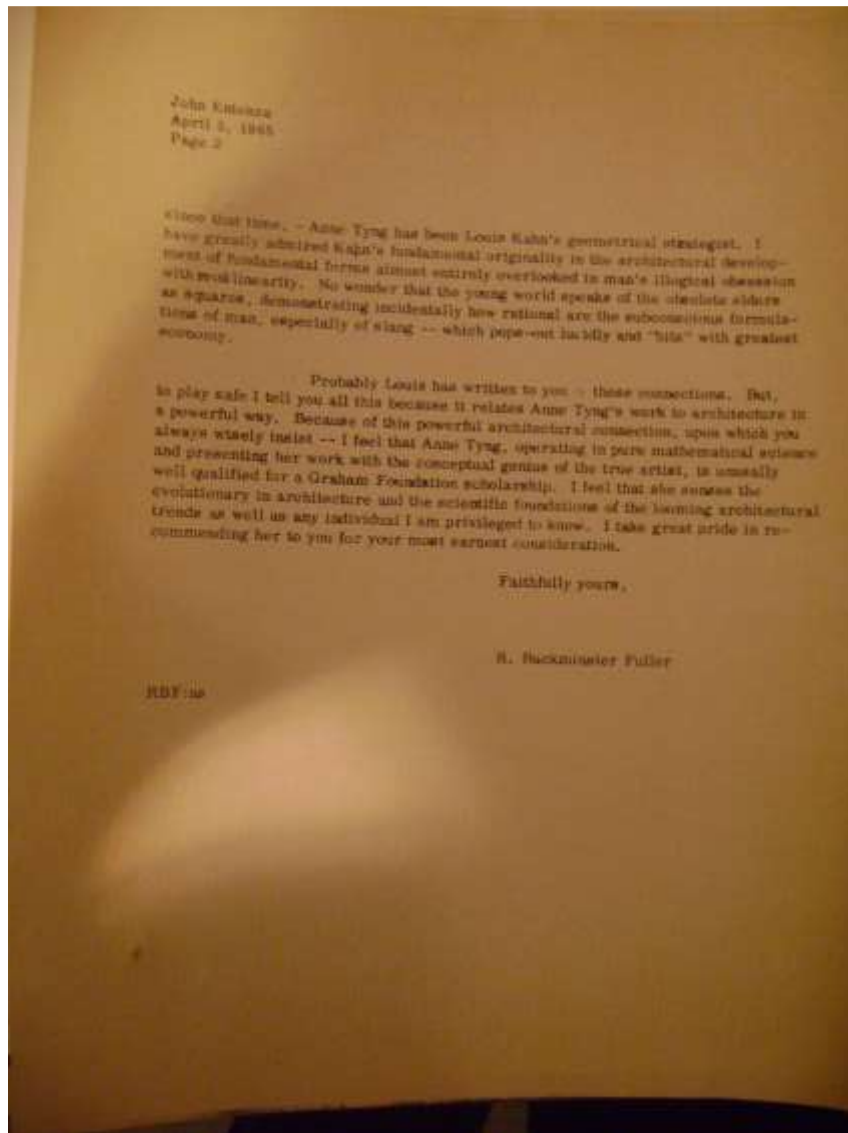 John Entenza
April 5, 1965
Page 2
since that time. - Anne Tyng has been Louis Kahn's geometrical strategist. I
have greatly admired Kahn's fundamental originality in the architectural develop-
ment of fundamental forms almost entirely overlooked in man's illogical obsession
with linearity. No wonder that the young world speaks of the obsolete elders
as squares, demonstrating incidentally how rational are the subconscious formula-
tions of man, especially of slang -- which pops-out lucidly and "hits" with greatest
economy.
Probably Louis has written to you - these connections. But,
to play safe I tell you all this because it relates Anne Tyng's work to architecture in
a powerful way. Because of this powerful architectural connection, upon which you
always wisely insist -- I feel that Anne Tyng, operating in pure mathematical science
and presenting her work with the conceptual genius of the true artist, is unusally
well qualified for a Graham Foundation scholarship. I feel that she senses the
evolutionary in architecture and the scientific foundations of the looming architectural
trends as well as any individual I am privileged to know. I take great pride in re-
commending her to you for your most earnest consideration.
Faithfully yours,
R. Buckminster Fuller
RBF:ns